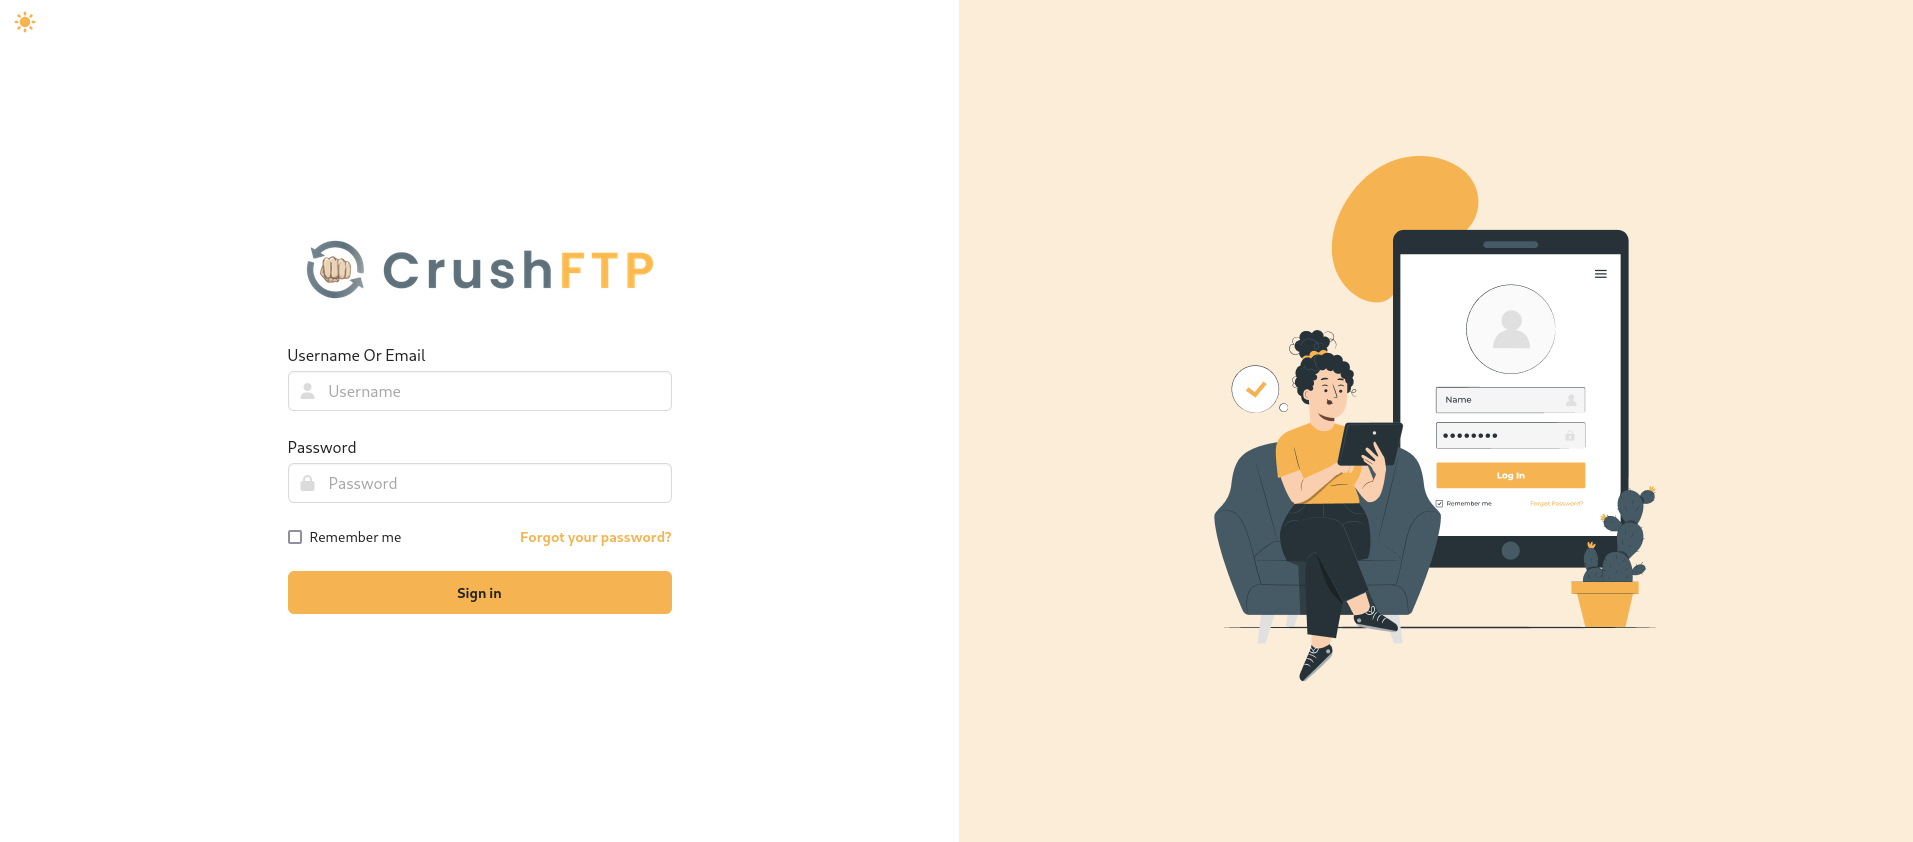 CrushFTP
Username Or Email
Username
Password
Password
Remember me
Forgot your password?
Sign in
Name
Log In
Remember me
Forgot Password?